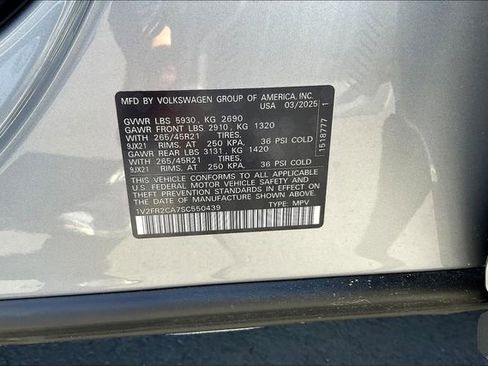 MFD BY VOLKSWAGEN GROUP OF AMERICA, INC.
USA 03/2025
GVWR LBS 5930, KG 2690
GAWR FRONT LBS 2910, KG 1320
WITH 265/45R21 TIRES,
9JX21 RIMS, AT 250 KPA, 36 PSI COLD
GAWR REAR LBS 3131, KG 1420
WITH 265/45R21 TIRES,
9JX21 RIMS, AT 250 KPA, 36 PSI COLD
THIS VEHICLE CONFORMS TO ALL APPLICABLE
U.S. FEDERAL MOTOR VEHICLE SAFETY AND
THEFT PREVENTION STANDARDS IN EFFECT ON
THE DATE OF MANUFACTURE SHOWN ABOVE.
1V2FR2CA7SC550439 TYPE: MPV
1518777 1